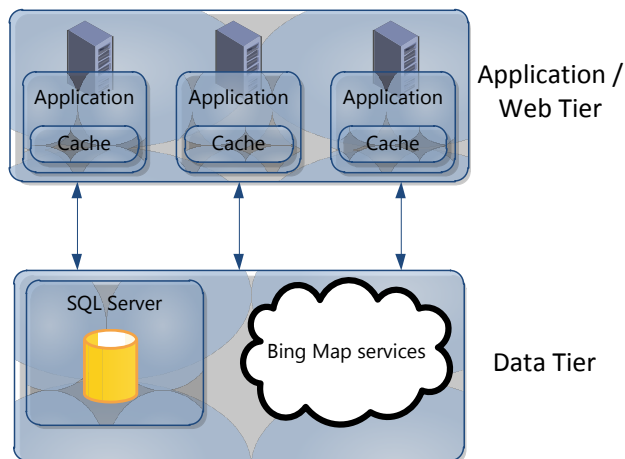 Application /
Web Tier
Application
Application
Application
Cache
Cache
Cache
SQL Server
Bing Map services
Data Tier